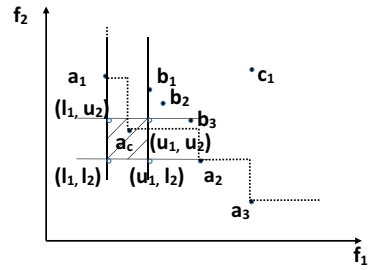 f2
a1
b1
c1
b2
(l1, u2)
b3
ac
(u1, u2)
(l1, l2)
(u1, l2)
a2
a3
f1